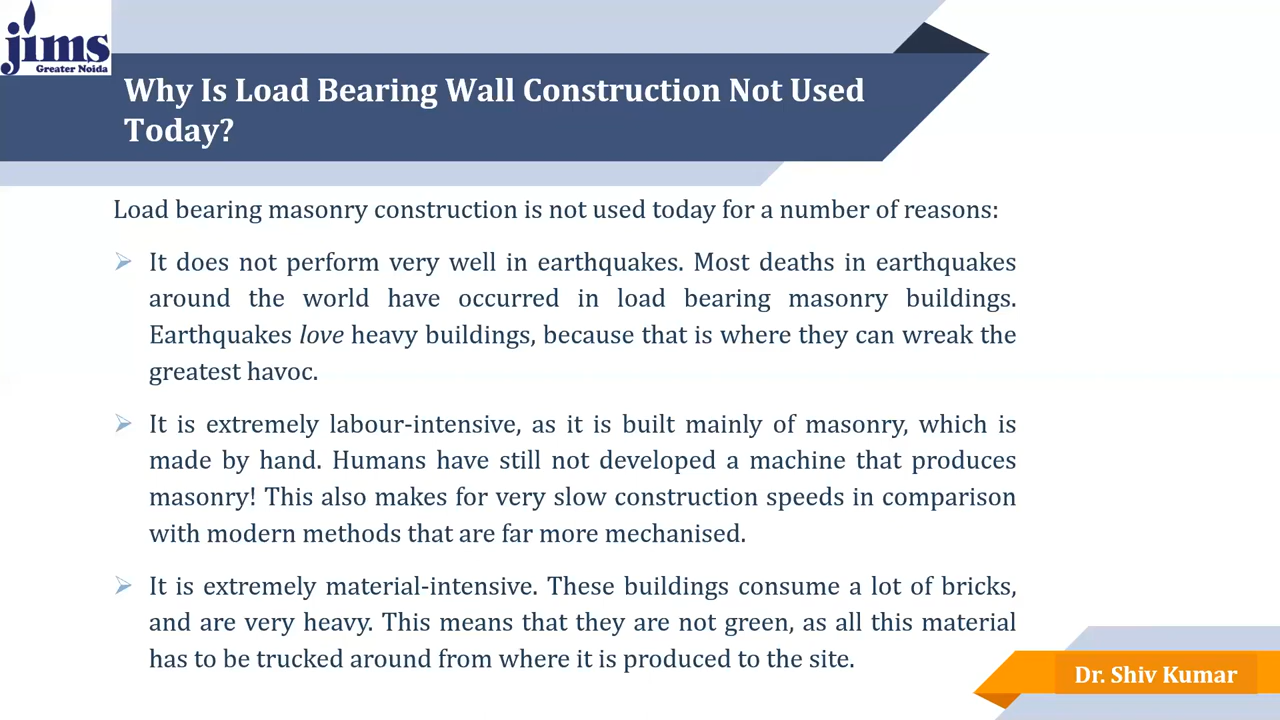 jims
Greater Noida
Why Is Load Bearing Wall Construction Not Used
Today?
Load bearing masonry construction is not used today for a number of reasons:
It does not perform very well in earthquakes. Most deaths in earthquakes
around the world have occurred in load bearing masonry buildings.
Earthquakes love heavy buildings, because that is where they can wreak the
greatest havoc.
It is extremely labour-intensive, as it is built mainly of masonry, which is
made by hand. Humans have still not developed a machine that produces
masonry! This also makes for very slow construction speeds in comparison
with modern methods that are far more mechanised.
It is extremely material-intensive. These buildings consume a lot of bricks,
and are very heavy. This means that they are not green, as all this material
has to be trucked around from where it is produced to the site.
Dr. Shiv Kumar